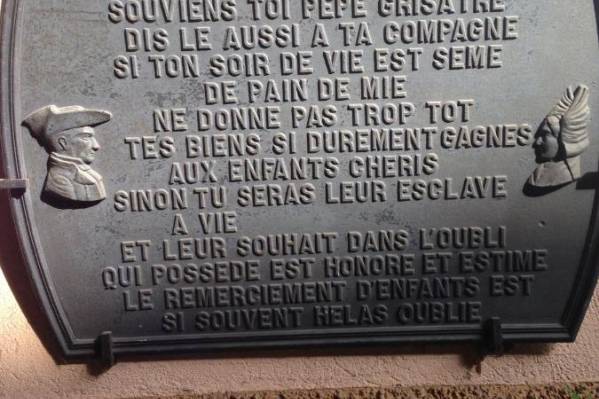 SOUVIENS TOI PEPE GRISATRE
DIS LE AUSSI A TA COMPAGNE
SI TON SOIR DE VIE EST SEME
DE PAIN DE MIE
NE DONNE PAS TROP TOT
TES BIENS SI DUREMENT GAGNES
AUX ENFANTS CHERIS
SINON TU SERAS LEUR ESCLAVE
A VIE
ET LEUR SOUHAIT DANS L'OUBLI
QUI POSSEDE EST HONORE ET ESTIME
LE REMERCIEMENT D'ENFANTS EST
SI SOUVENT HELAS OUBLIE